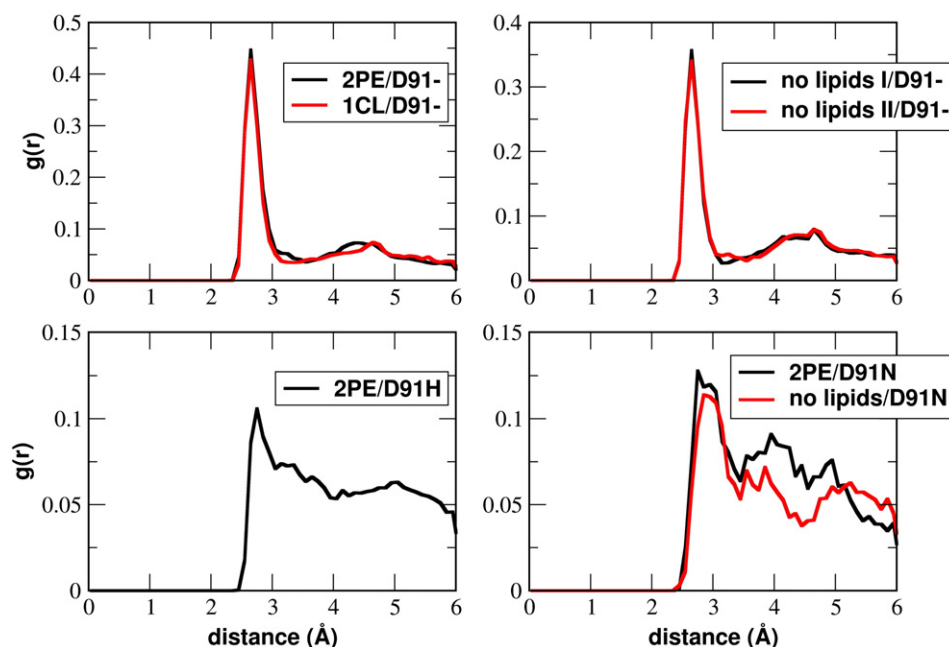 0.5
0.4
0.3
0.2
0.1
0
g(r)
2PE/D91-
1CL/D91-
0 1 2 3 4 5 6
0.4
0.3
0.2
0.1
0
no lipids I/D91-
no lipids II/D91-
0 1 2 3 4 5 6
0.15
0.1
0.05
0
g(r)
2PE/D91H
0 1 2 3 4 5 6
distance (Å)
0.15
0.1
0.05
0
2PE/D91N
no lipids/D91N
0 1 2 3 4 5 6
distance (Å)